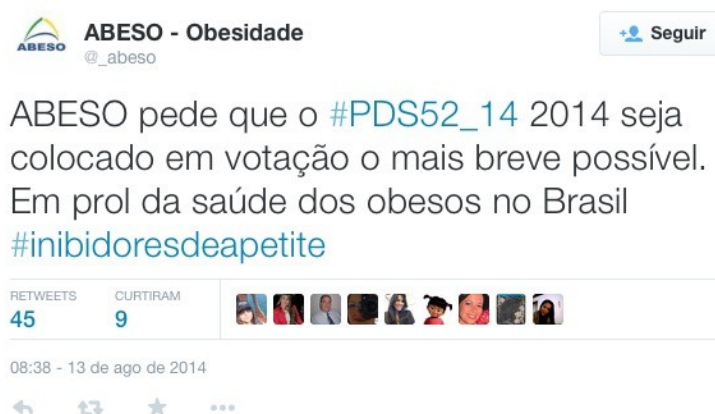 ABESO
ABESO - Obesidade
@_abeso
Seguir
ABESO pede que o #PDS52_14 2014 seja
colocado em votação o mais breve possível.
Em prol da saúde dos obesos no Brasil
#inibidoresdeapetite
RETWEETS CURTIRAM
45 9
08:38 - 13 de ago de 2014